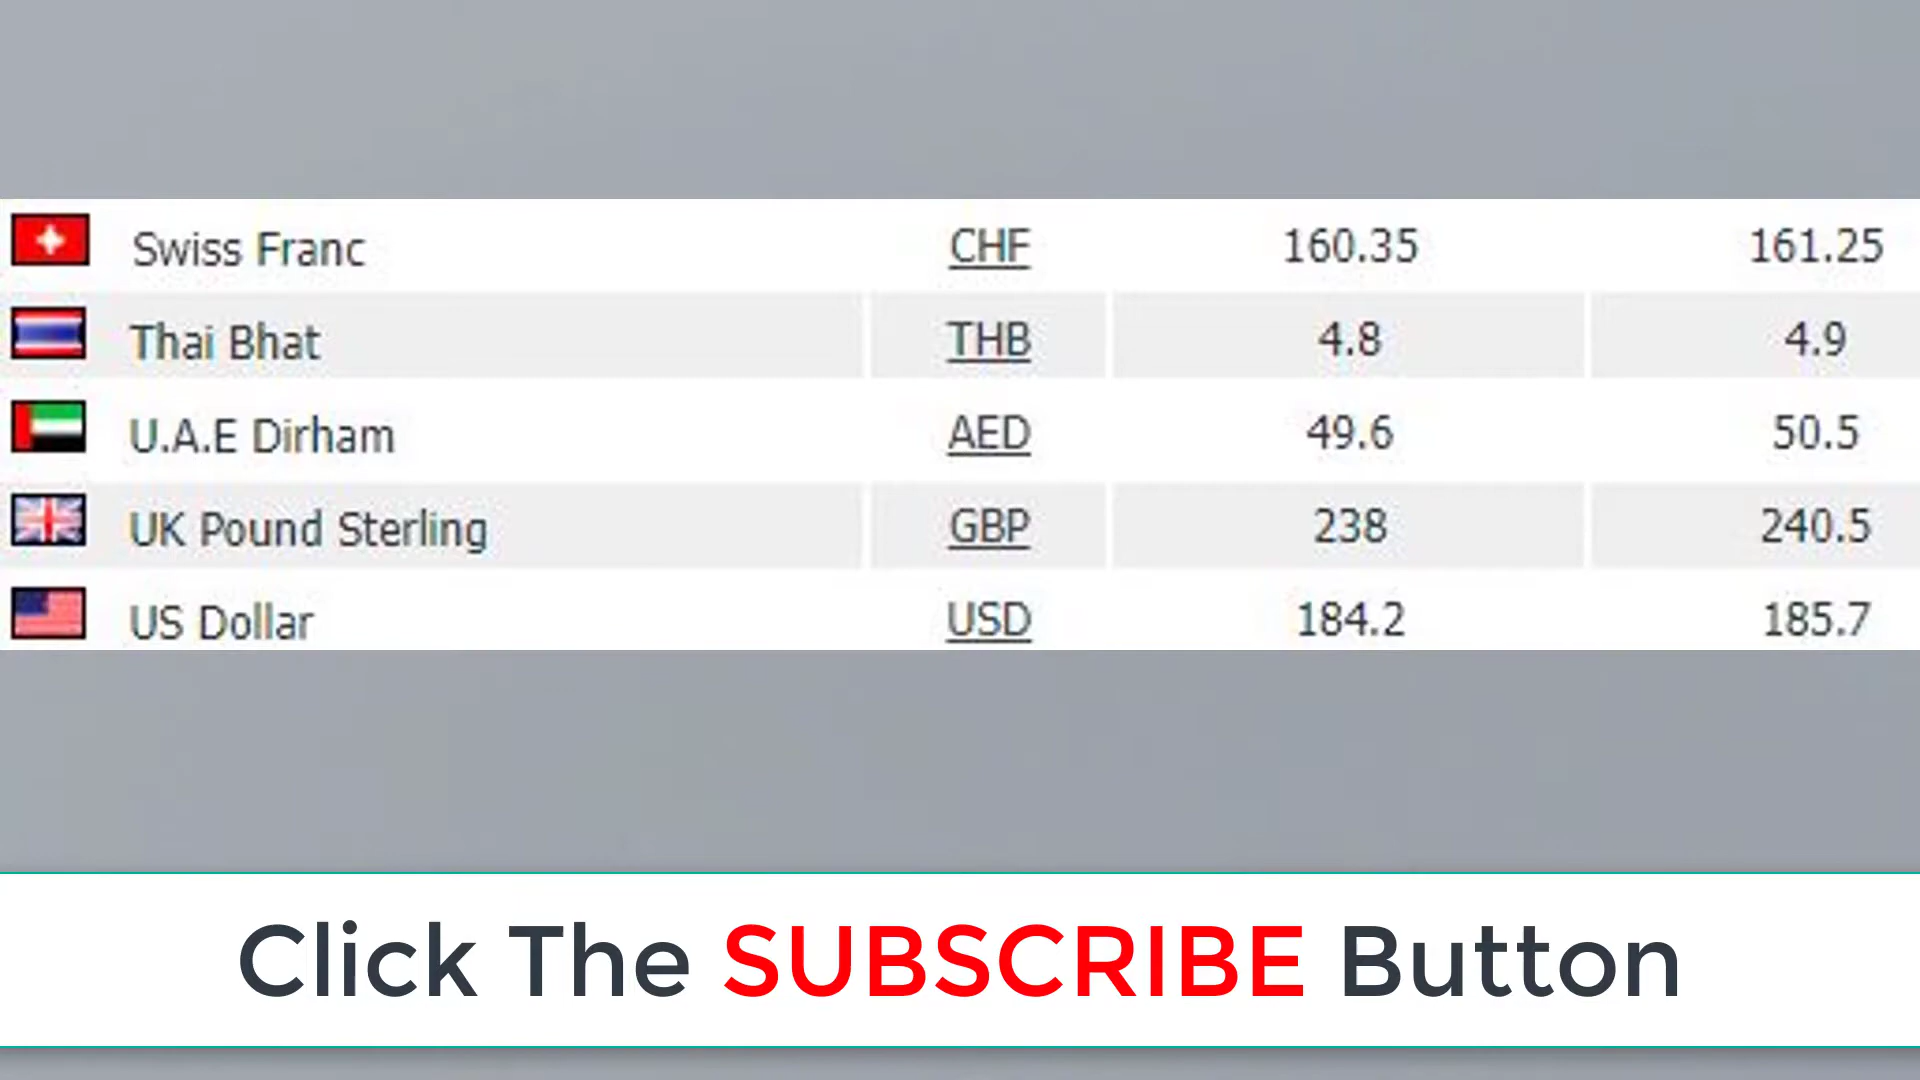 Swiss Franc CHF 160.35 161.25
Thai Bhat THB 4.8 4.9
U.A.E Dirham AED 49.6 50.5
UK Pound Sterling GBP 238 240.5
US Dollar USD 184.2 185.7
Click The SUBSCRIBE Button